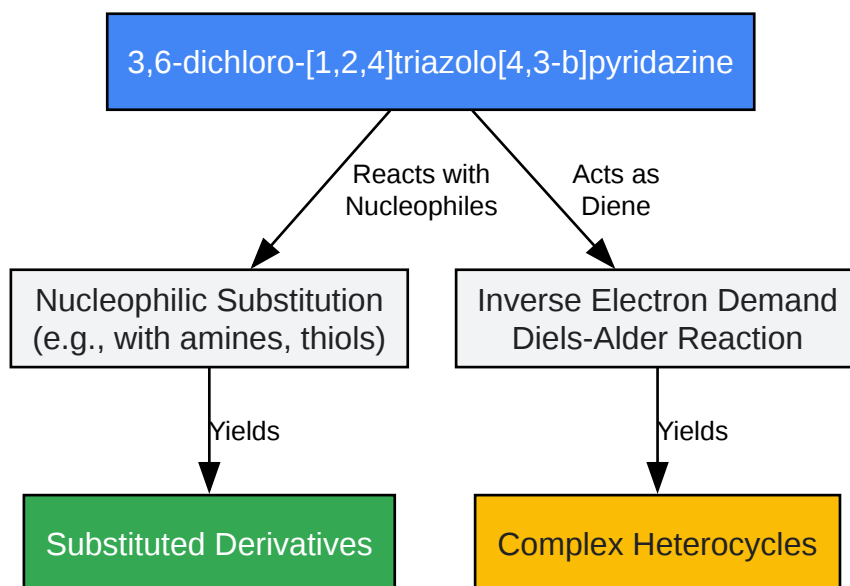 3,6-dichloro-[1,2,4]triazolo[4,3-b]pyridazine
Reacts with
Nucleophiles
Acts as
Diene
Nucleophilic Substitution
(e.g., with amines, thiols)
Inverse Electron Demand
Diels-Alder Reaction
Yields
Yields
Substituted Derivatives
Complex Heterocycles